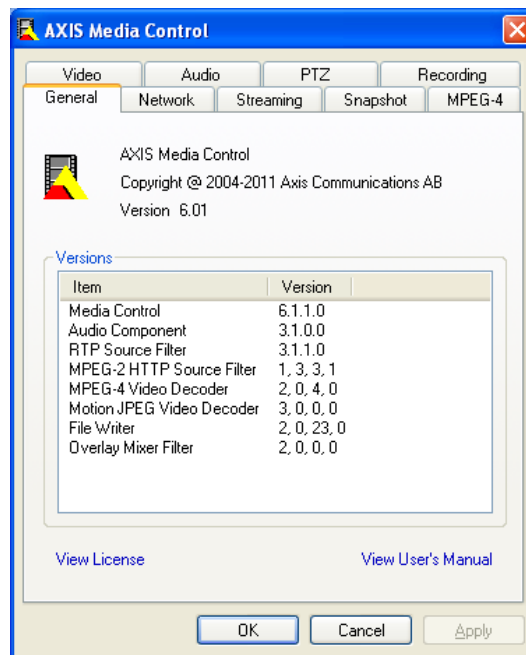 AXIS Media Control
Video Audio PTZ Recording
General Network Streaming Snapshot MPEG-4
AXIS Media Control
Copyright @ 2004-2011 Axis Communications AB
Version 6.01
Versions
Item Version
Media Control 6.1.1.0
Audio Component 3.1.0.0
RTP Source Filter 3.1.1.0
MPEG-2 HTTP Source Filter 1, 3, 3, 1
MPEG-4 Video Decoder 2, 0, 4, 0
Motion JPEG Video Decoder 3, 0, 0, 0
File Writer 2, 0, 23, 0
Overlay Mixer Filter 2, 0, 0, 0
View License View User's Manual
OK Cancel Apply